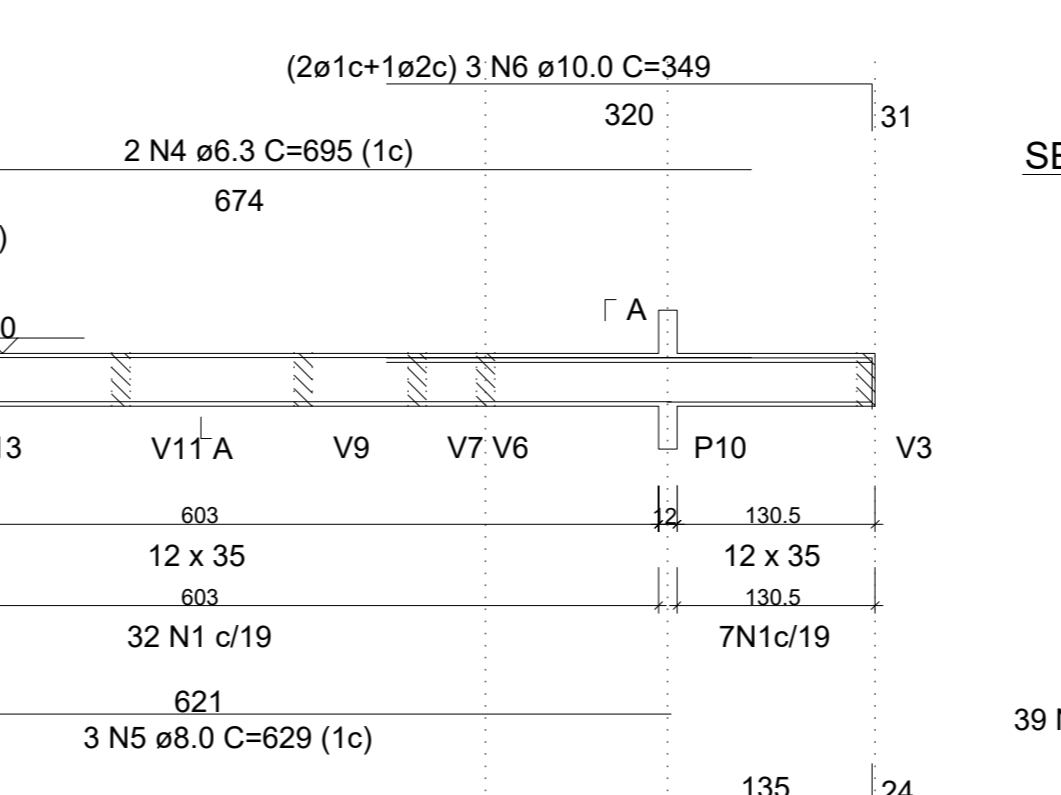 (2ø1c+1ø2c) 3 N6 ø10.0 C=349
320
31
2 N4 ø6.3 C=695 (1c)
674
)
0
A
V11 A
V9
V7 V6
P10
V3
603
12
130.5
12 x 35
12 x 35
603
130.5
32 N1 c/19
7N1c/19
621
3 N5 ø8.0 C=629 (1c)
39
135
24